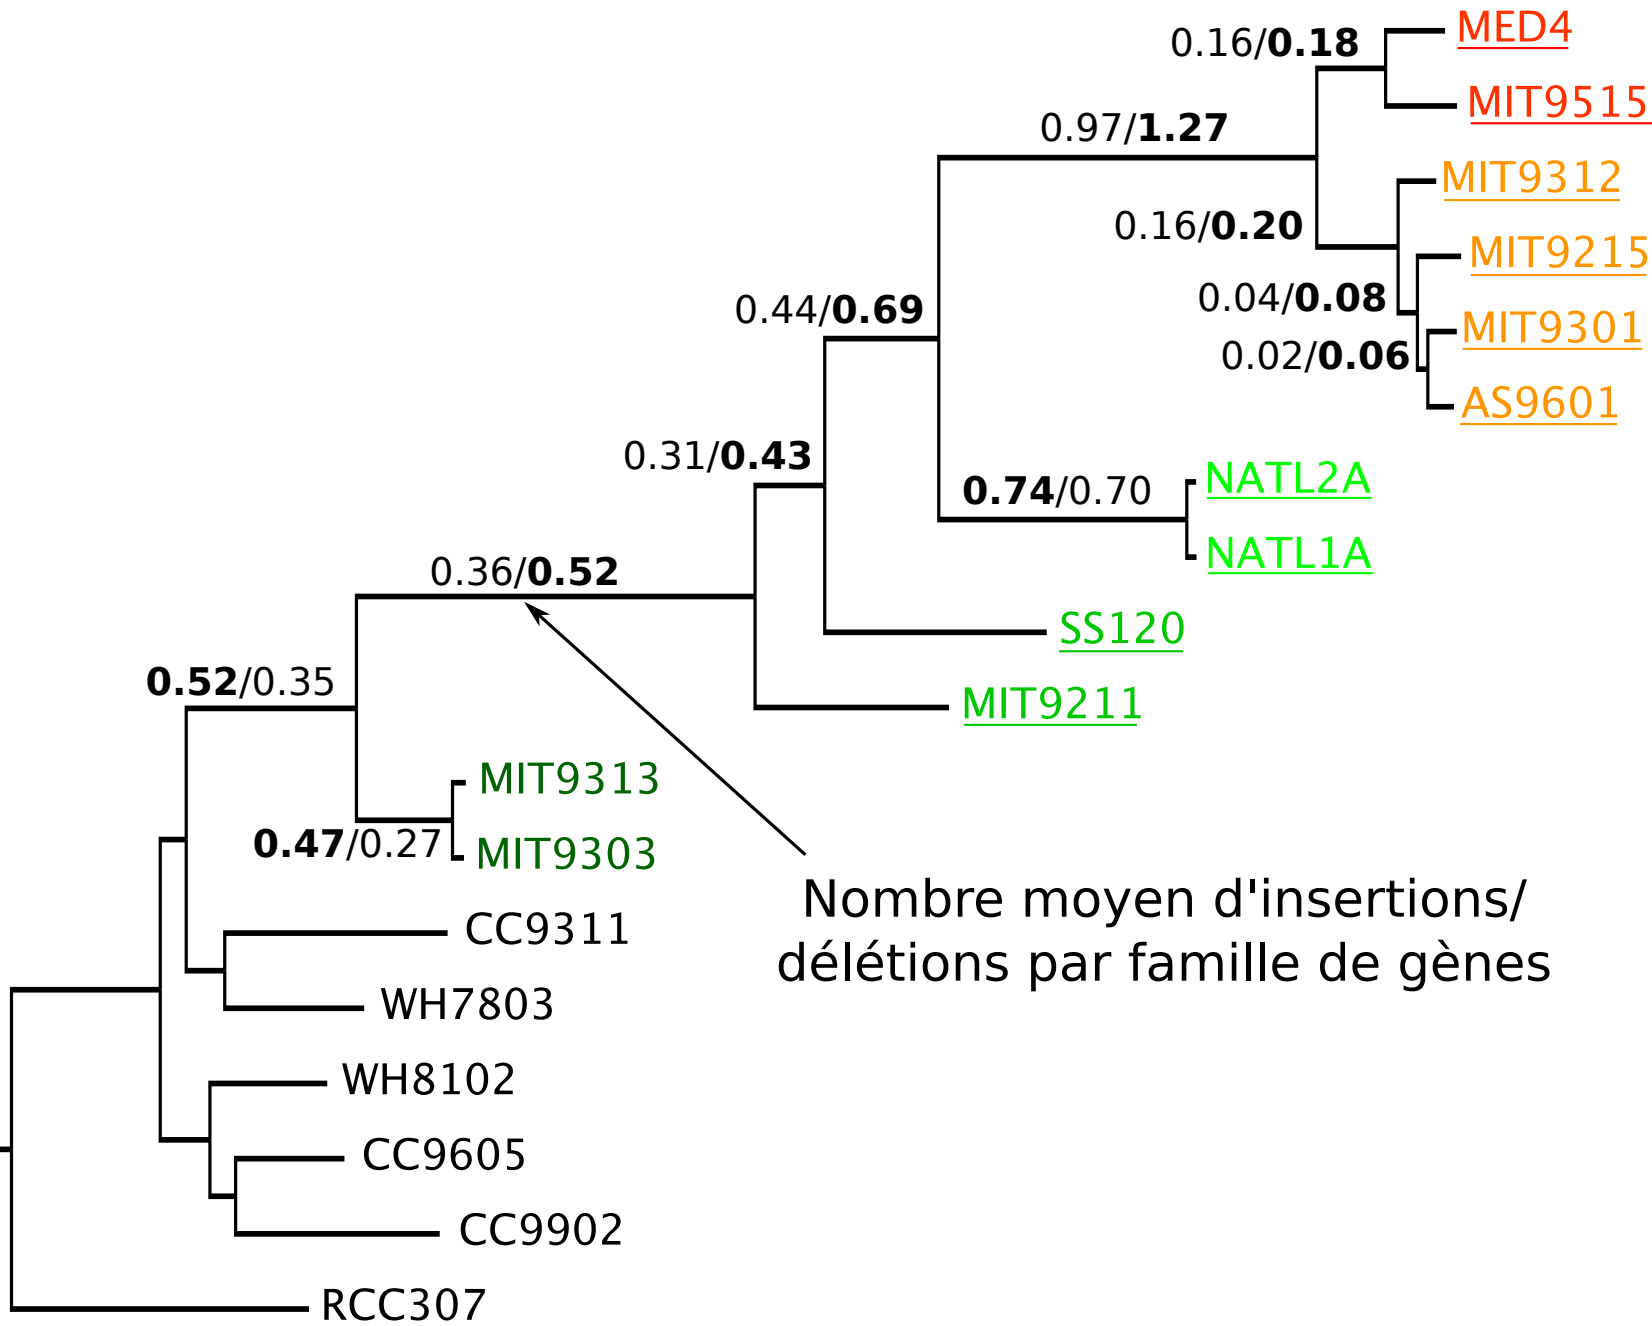 0.16/0.18
MED4
MIT9515
0.97/1.27
MIT9312
0.16/0.20
MIT9215
0.04/0.08
MIT9301
0.02/0.06
AS9601
0.44/0.69
0.31/0.43
NATL2A
0.74/0.70
NATL1A
0.36/0.52
SS120
0.52/0.35
MIT9211
MIT9313
0.47/0.27
MIT9303
Nombre moyen d'insertions/
délétions par famille de gènes
CC9311
WH7803
WH8102
CC9605
CC9902
RCC307